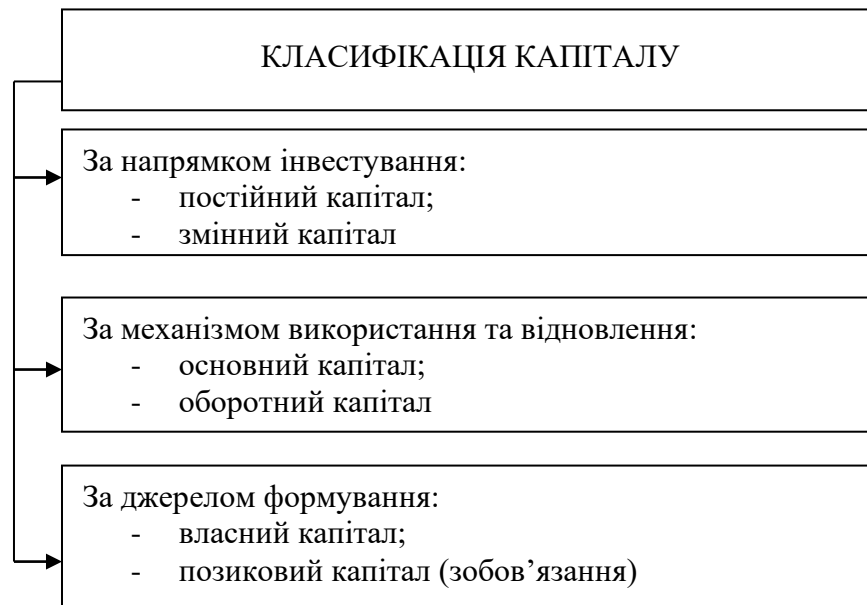 КЛАСИФІКАЦІЯ КАПІТАЛУ
За напрямком інвестування:
- постійний капітал;
- змінний капітал
За механізмом використання та відновлення:
- основний капітал;
- оборотний капітал
За джерелом формування:
- власний капітал;
- позиковий капітал (зобов’язання)